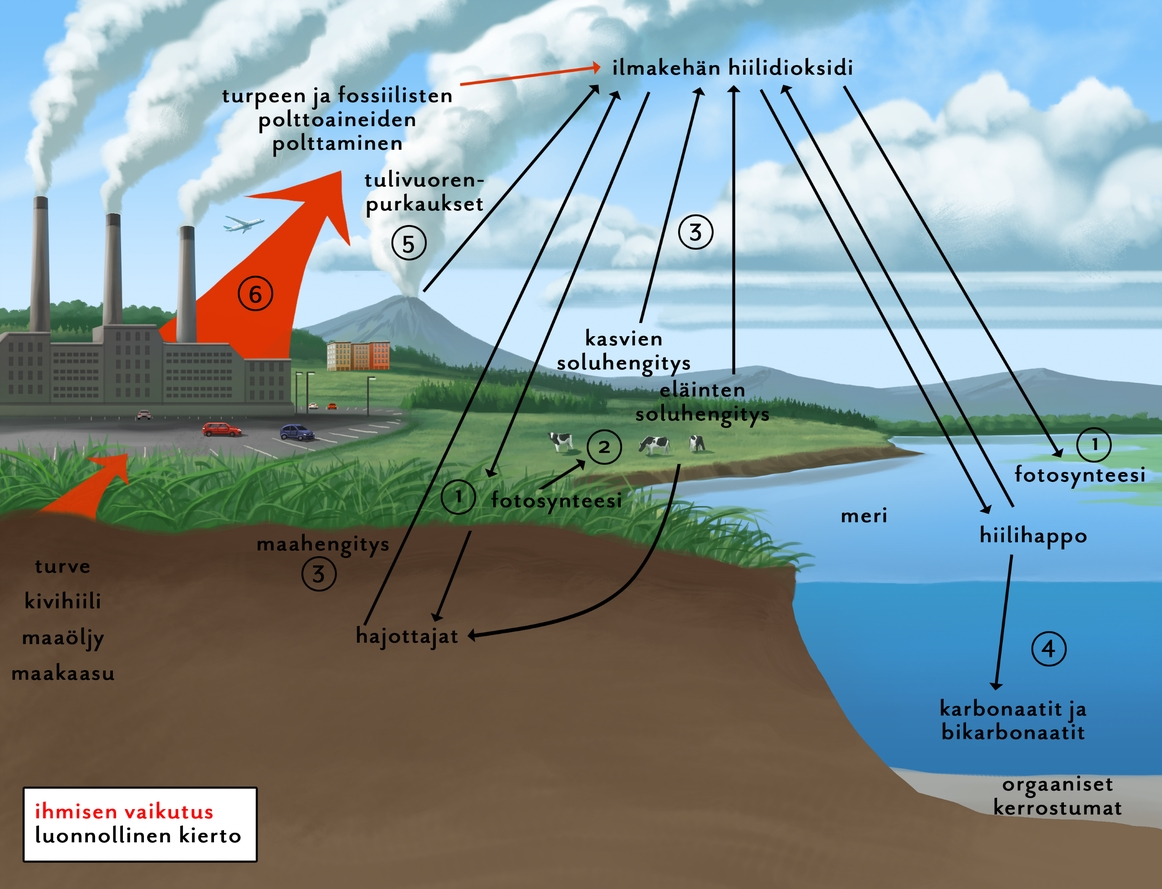 ilmakehän hiilidioksidi
turpeen ja fossiilisten
polttoaineiden
polttaminen
tulivuoren-
purkaukset
5
3
6
kasvien
soluhengitys
eläinten
soluhengitys
2
1
fotosynteesi
1
fotosynteesi
meri
hiilihappo
maahengitys
3
turve
kivihiili
maaöljy
maakaasu
hajottajat
4
karbonaatit ja
bikarbonaatit
orgaaniset
kerrostumat
ihmisen vaikutus
luonnollinen kierto